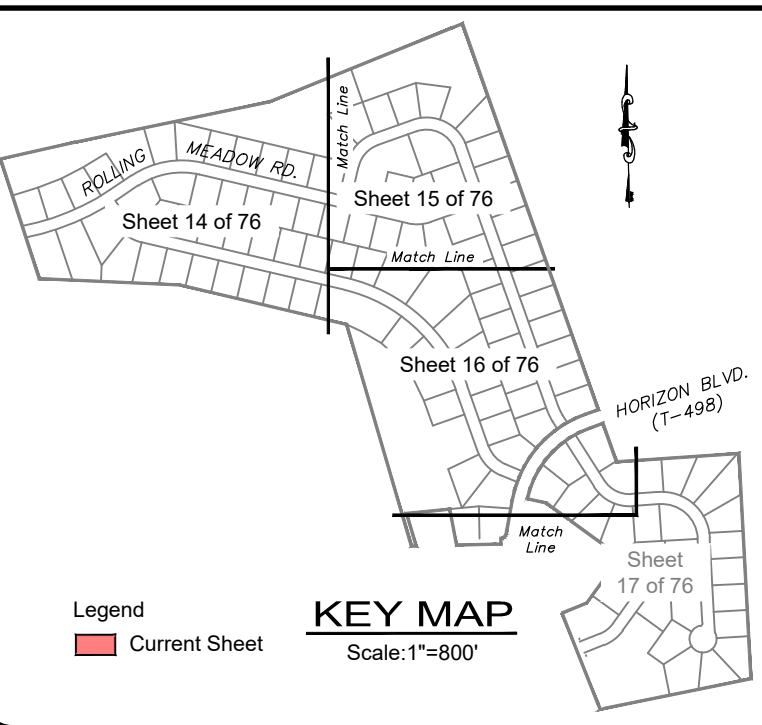 Match Line
ROLLING
MEADOW RD.
Sheet 15 of 76
Sheet 14 of 76
Match Line
Sheet 16 of 76
HORIZON BLVD.
(T-498)
Match
Line
Sheet
17 of 76
Legend
Current Sheet
KEY MAP
Scale:1"=800'